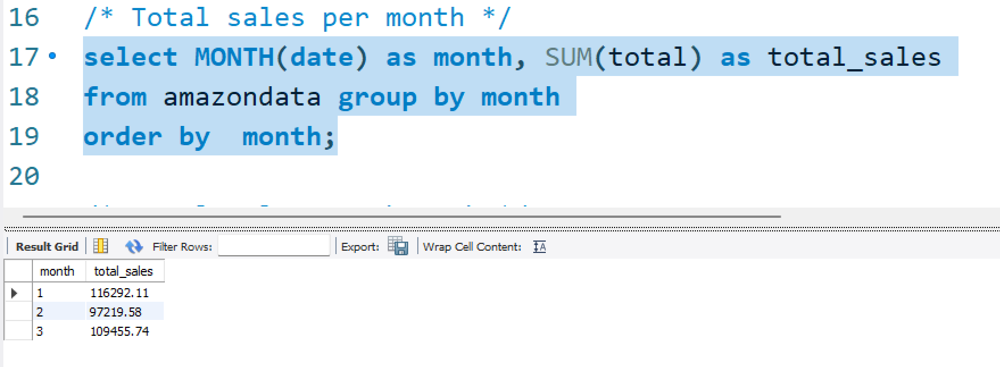 16 /* Total sales per month */
17 select MONTH(date) as month, SUM(total) as total_sales
18 from amazondata group by month
19 order by  month;
20
Result Grid Filter Rows: Export: Wrap Cell Content: IA
month total_sales
1 116292.11
2 97219.58
3 109455.74